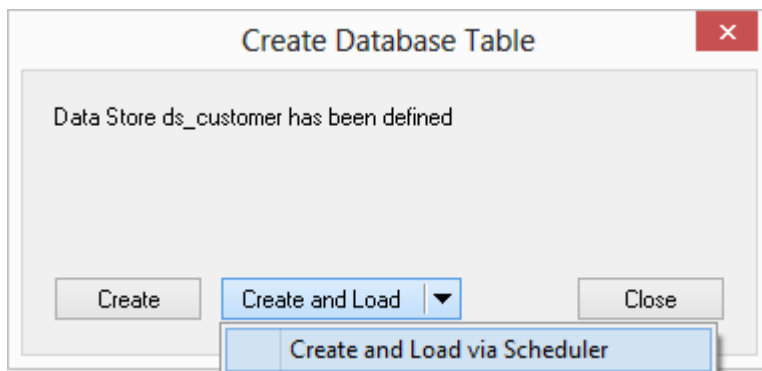 Create Database Table
Data Store ds_customer has been defined
Create
Create and Load
Close
Create and Load via Scheduler